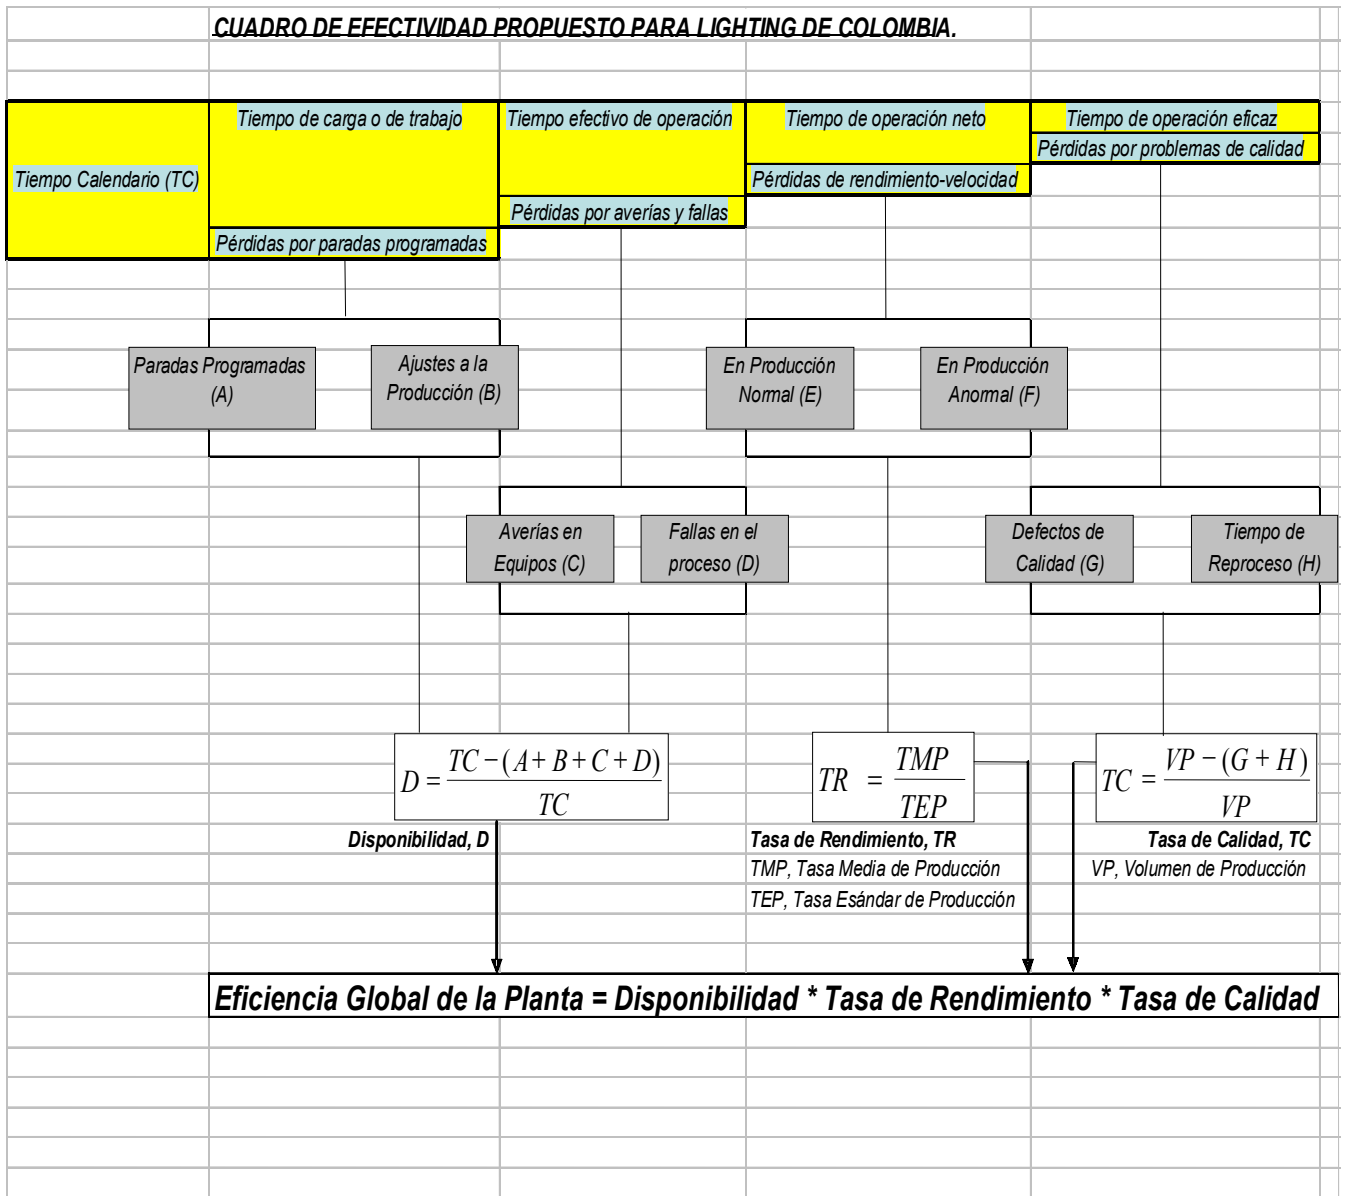 CUADRO DE EFECTIVIDAD PROPUESTO PARA LIGHTING DE COLOMBIA.
Tiempo Calendario (TC)
Tiempo de carga o de trabajo
Pérdidas por paradas programadas
Tiempo efectivo de operación
Pérdidas por averías y fallas
Tiempo de operación neto
Pérdidas de rendimiento-velocidad
Tiempo de operación eficaz
Pérdidas por problemas de calidad
Paradas Programadas
(A)
Ajustes a la
Producción (B)
En Producción
Normal (E)
En Producción
Anormal (F)
Averías en
Equipos (C)
Fallas en el
proceso (D)
Defectos de
Calidad (G)
Tiempo de
Reproceso (H)
D = TC − (A + B + C + D) / TC
Disponibilidad, D
TR = TMP / TEP
Tasa de Rendimiento, TR
TMP, Tasa Media de Producción
TEP, Tasa Esándar de Producción
TC = VP − (G + H) / VP
Tasa de Calidad, TC
VP, Volumen de Producción
Eficiencia Global de la Planta = Disponibilidad * Tasa de Rendimiento * Tasa de Calidad